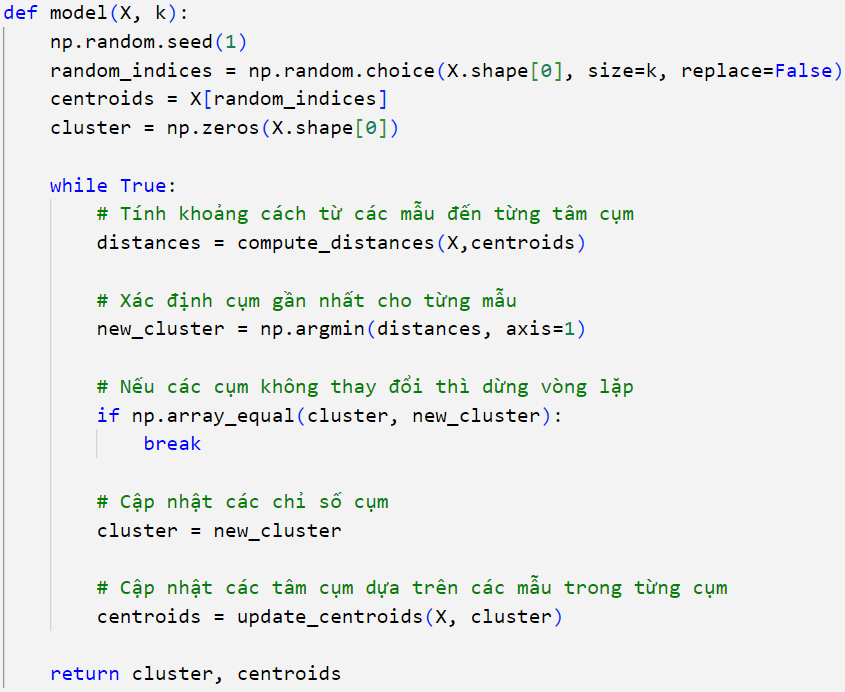 def model(X, k):
    np.random.seed(1)
    random_indices = np.random.choice(X.shape[0], size=k, replace=False)
    centroids = X[random_indices]
    cluster = np.zeros(X.shape[0])

    while True:
        # Tính khoảng cách từ các mẫu đến từng tâm cụm
        distances = compute_distances(X,centroids)

        # Xác định cụm gần nhất cho từng mẫu
        new_cluster = np.argmin(distances, axis=1)

        # Nếu các cụm không thay đổi thì dừng vòng lặp
        if np.array_equal(cluster, new_cluster):
            break

        # Cập nhật các chỉ số cụm
        cluster = new_cluster

        # Cập nhật các tâm cụm dựa trên các mẫu trong từng cụm
        centroids = update_centroids(X, cluster)

    return cluster, centroids